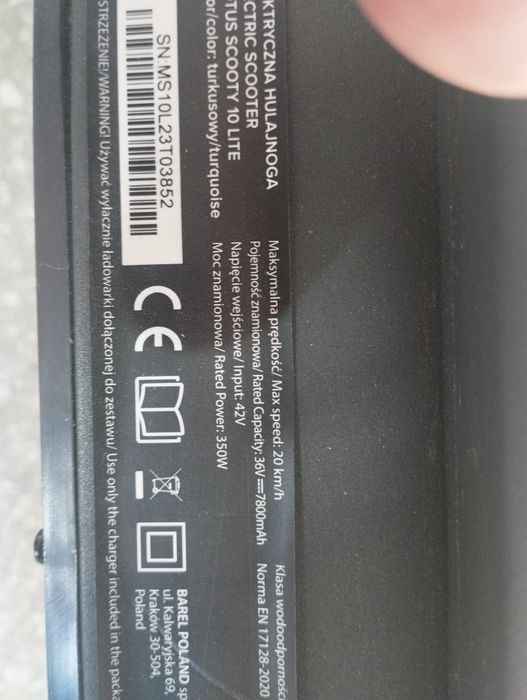 KTRYCZNA HULAJNOGA
CTRIC SCOOTER
TUS SCOOTY 10 LITE
or/color: turkusowy/turquoise
SN:MS10L23T03852
Maksymalna prędkość/ Max speed: 20 km/h
Pojemność znamionowa/ Rated Capacity: 36V⎓7800mAh
Napięcie wejściowe/ Input: 42V
Moc znamionowa/ Rated Power: 350W
CE
Klasa wodoodpornośc
Norma EN 17128-2020
BAREL POLAND sp
ul. Kalwaryjska 69,
Kraków 30-504,
Poland
STRZEŻENIE!/WARNING! Używać wyłącznie ładowarki dołączonej do zestawu/ Use only the charger included in the packa